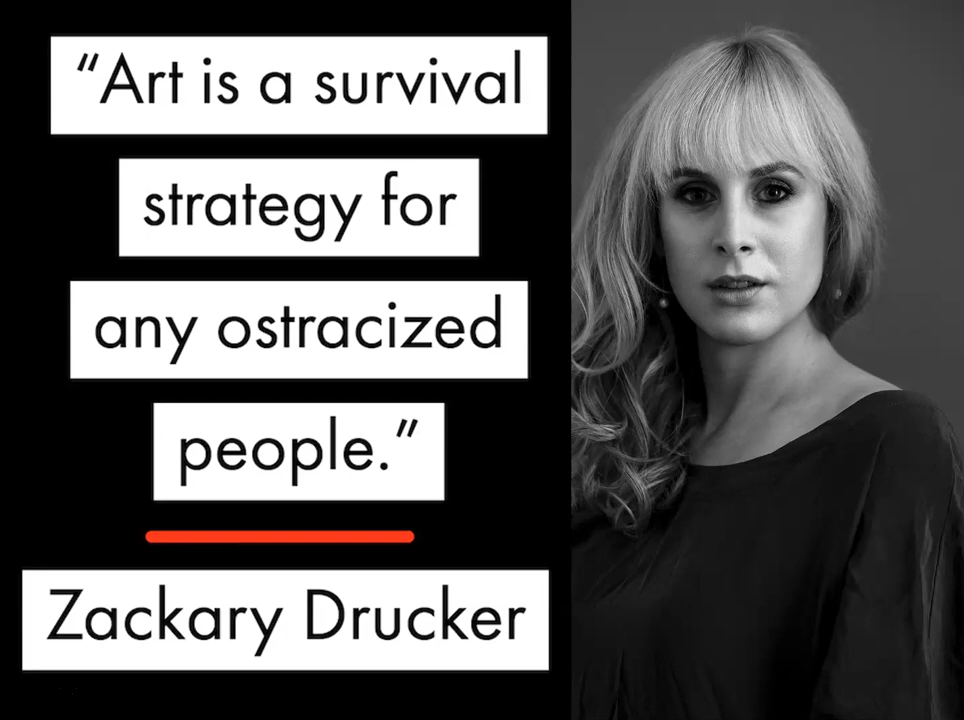 “Art is a survival
strategy for
any ostracized
people.”
Zackary Drucker